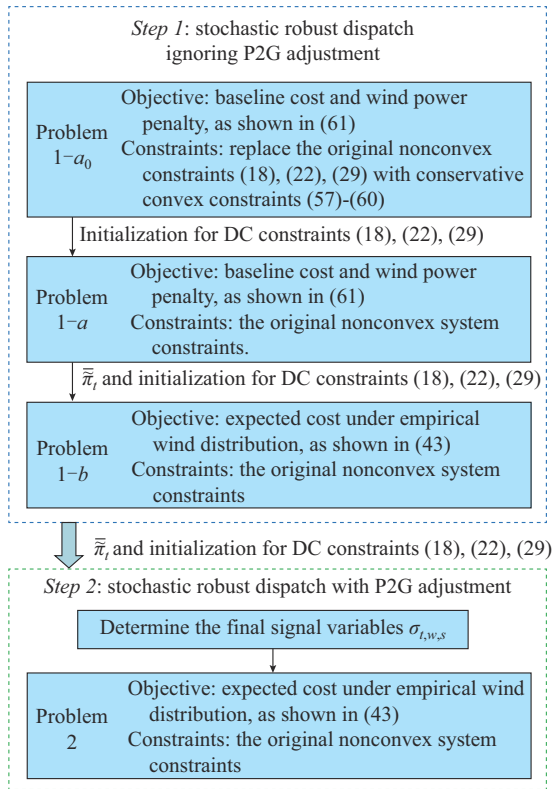 Step 1: stochastic robust dispatch
ignoring P2G adjustment
Problem
1−a₀
Objective: baseline cost and wind power
penalty, as shown in (61)
Constraints: replace the original nonconvex
constraints (18), (22), (29) with conservative
convex constraints (57)-(60)
Initialization for DC constraints (18), (22), (29)
Problem
1−a
Objective: baseline cost and wind power
penalty, as shown in (61)
Constraints: the original nonconvex system
constraints.
π̿̃ₜ and initialization for DC constraints (18), (22), (29)
Problem
1−b
Objective: expected cost under empirical
wind distribution, as shown in (43)
Constraints: the original nonconvex system
constraints
π̿̃ₜ and initialization for DC constraints (18), (22), (29)
Step 2: stochastic robust dispatch with P2G adjustment
Determine the final signal variables σ_{t,w,s}
Problem
2
Objective: expected cost under empirical wind
distribution, as shown in (43)
Constraints: the original nonconvex system
constraints